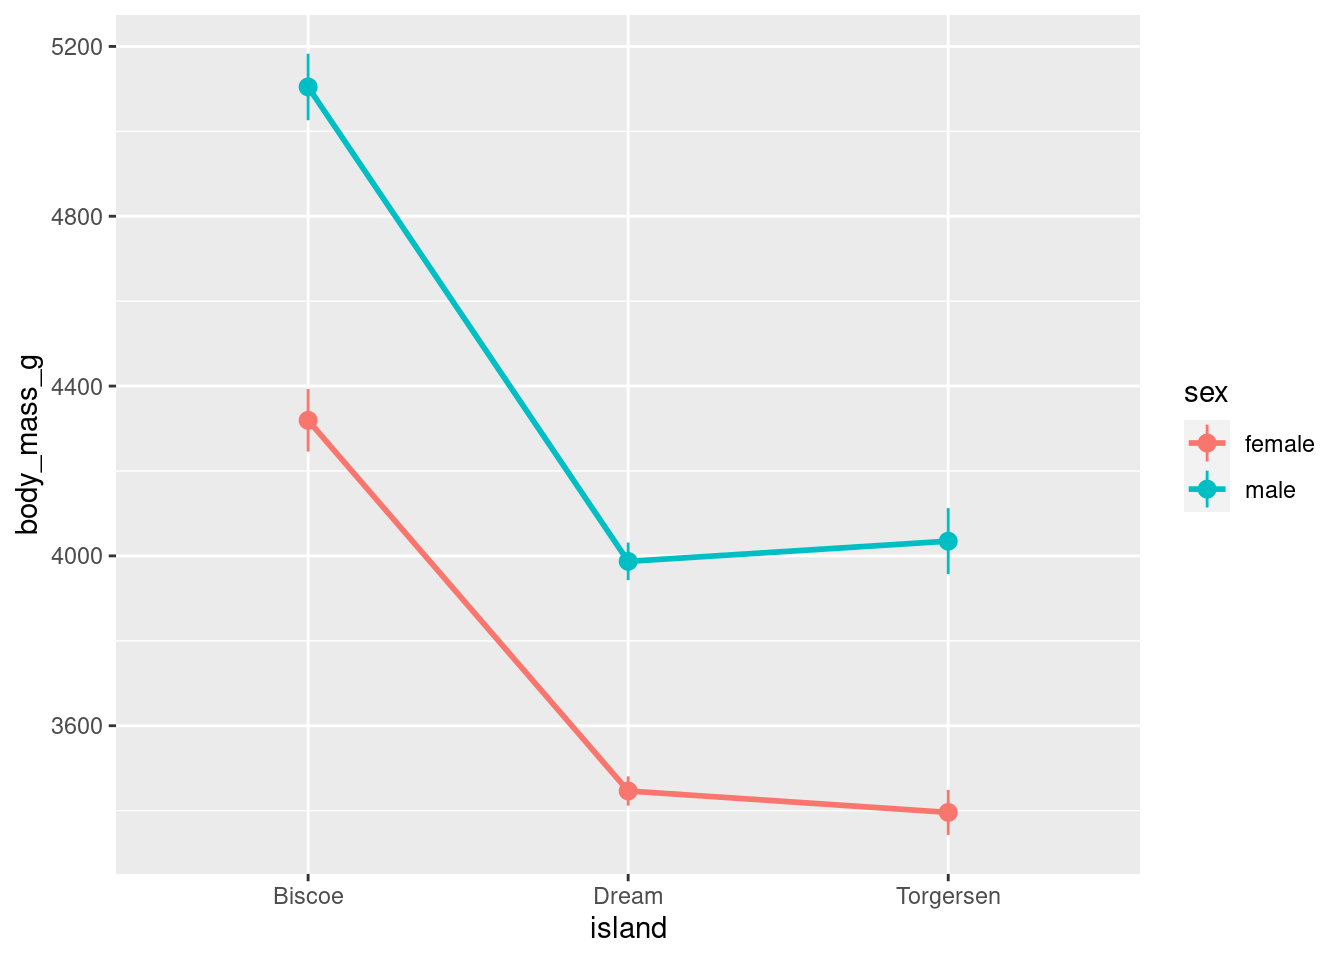 5200
4800
4400
4000
3600
body_mass_g
Biscoe
Dream
Torgersen
island
sex
female
male